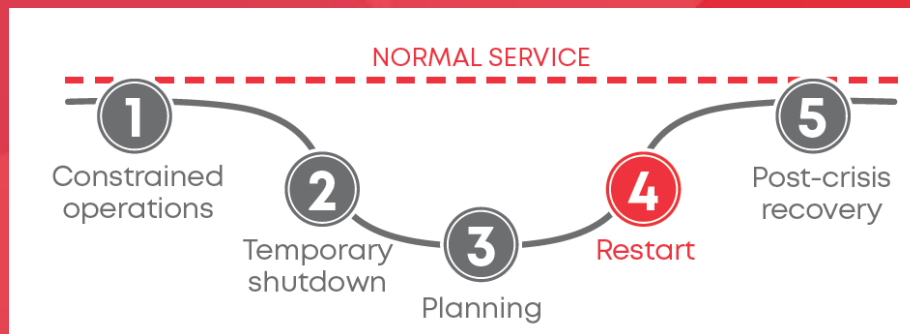 NORMAL SERVICE
1
Constrained
operations
2
Temporary
shutdown
3
Planning
4
Restart
5
Post-crisis
recovery